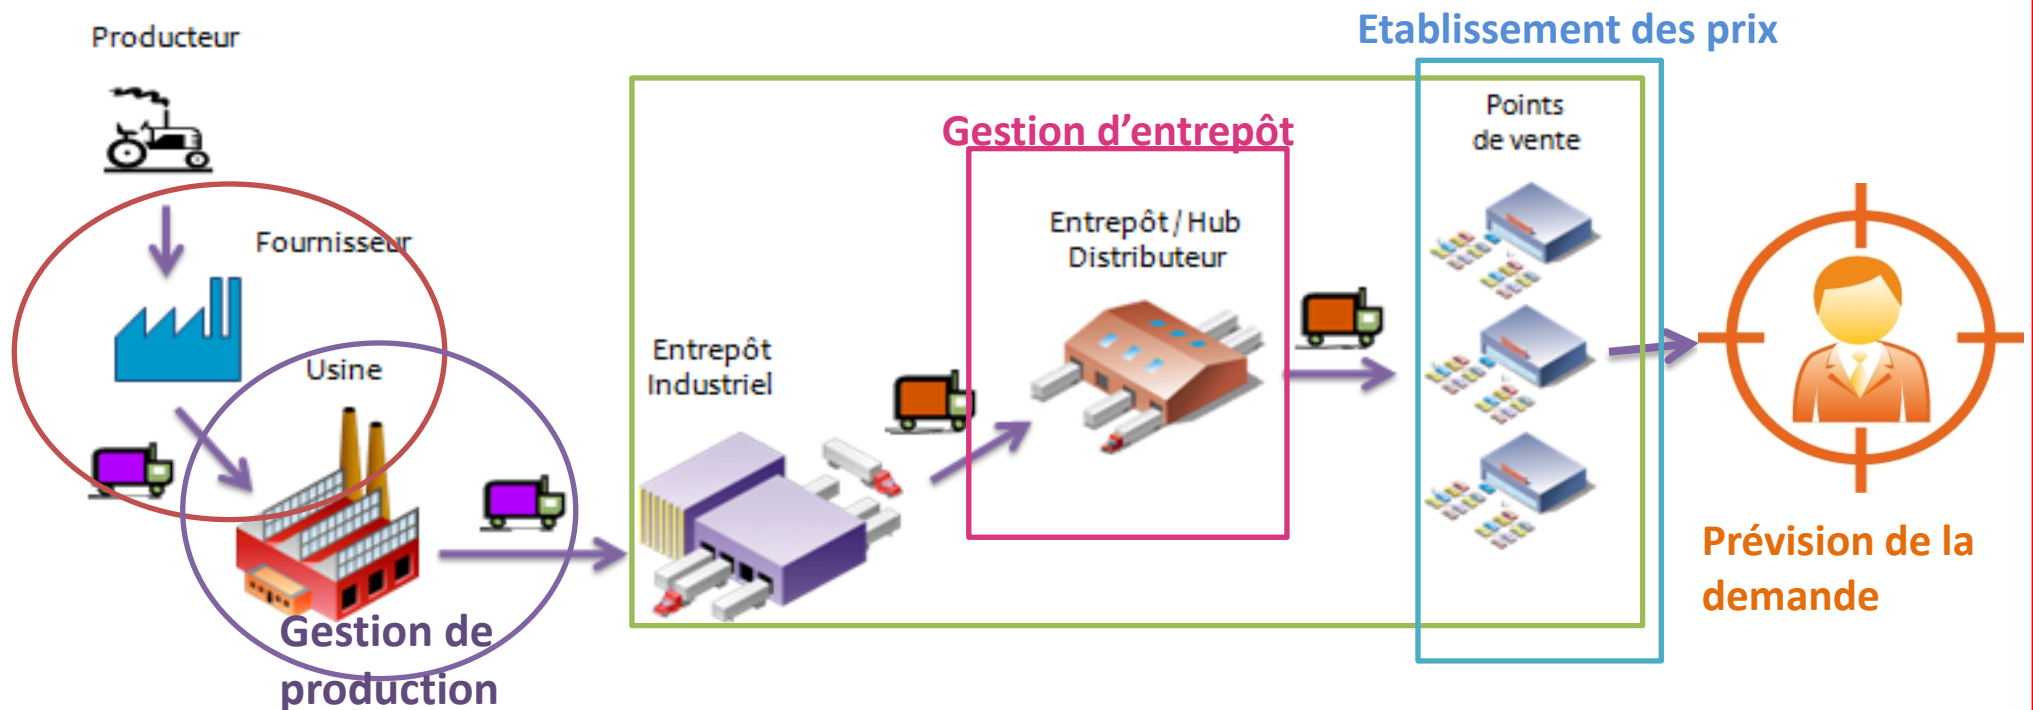 Etablissement des prix
Producteur
Points
de vente
Gestion d’entrepôt
Entrepôt / Hub
Distributeur
Fournisseur
Entrepôt
Industriel
Usine
Prévision de la
demande
Gestion de
production